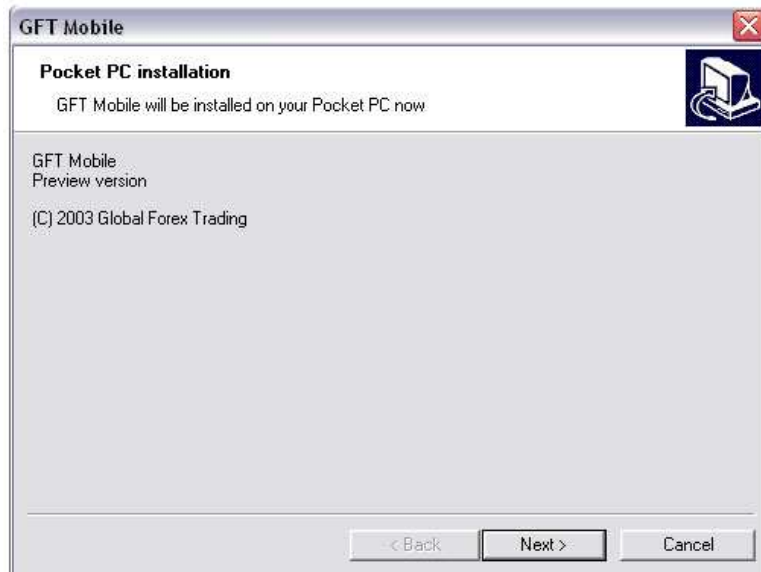 GFT Mobile
Pocket PC installation
GFT Mobile will be installed on your Pocket PC now
GFT Mobile
Preview version
(C) 2003 Global Forex Trading
< Back
Next >
Cancel